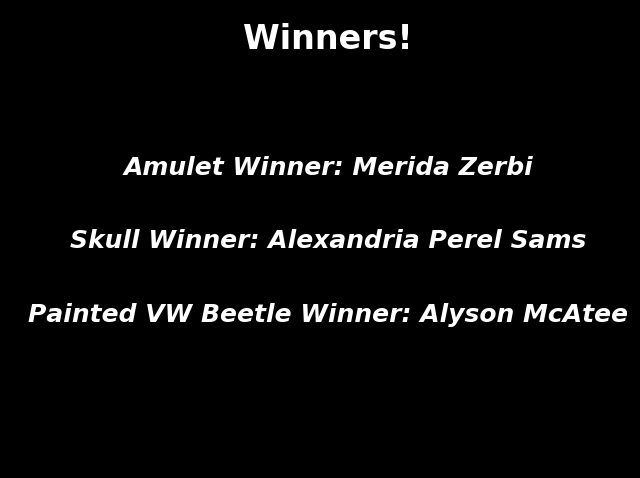 Winners!
Amulet Winner: Merida Zerbi
Skull Winner: Alexandria Perel Sams
Painted VW Beetle Winner: Alyson McAtee